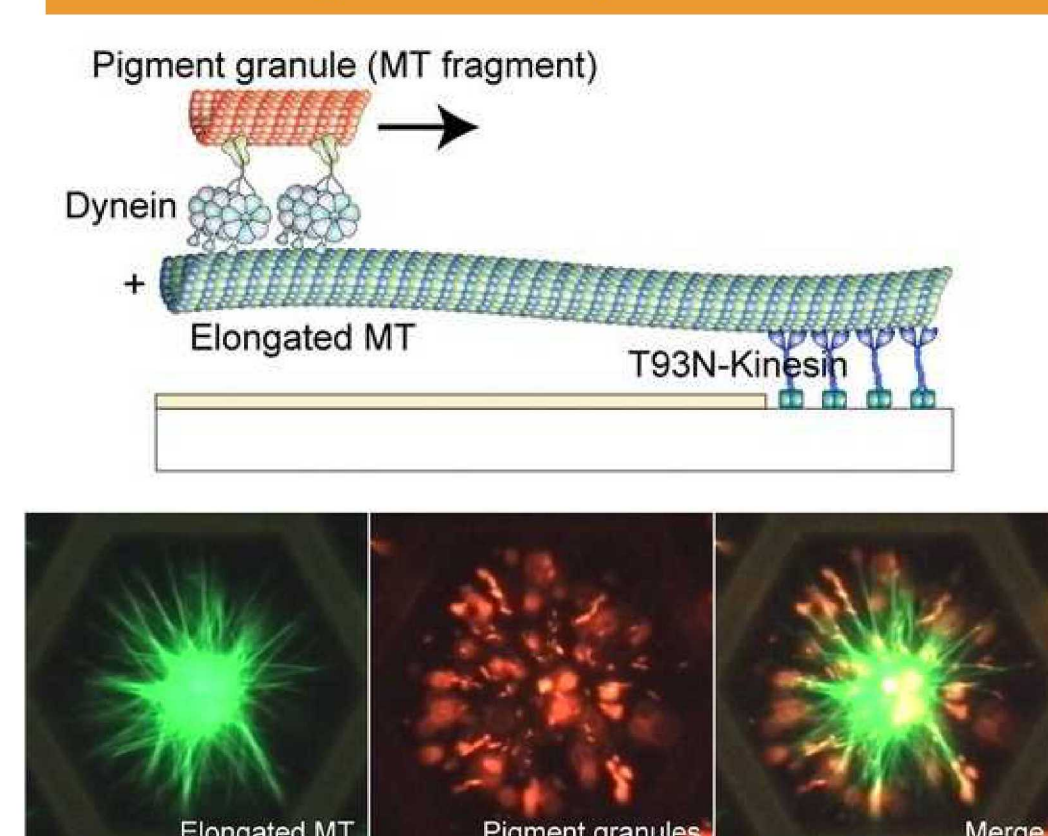 Pigment granule (MT fragment)
Dynein
+
Elongated MT
T93N-Kinesin
Elongated MT
Pigment granules
Merge